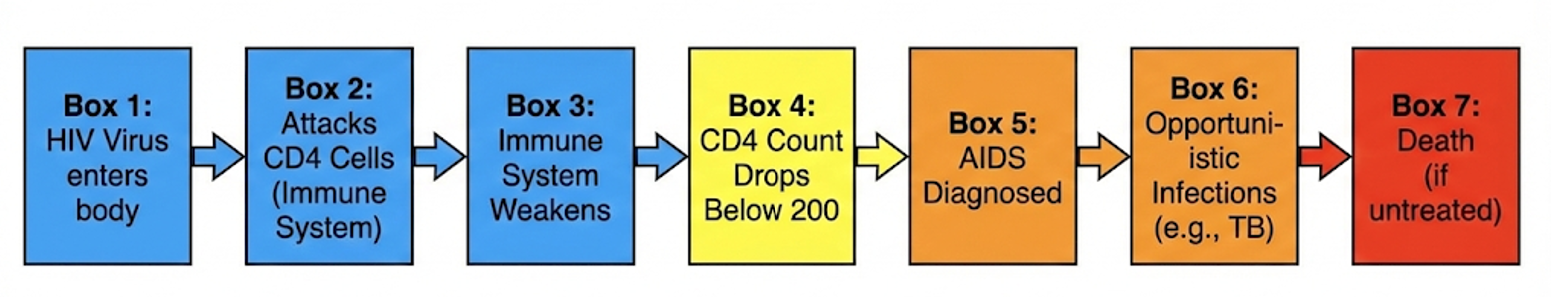 Box 1:
HIV Virus
enters
body
Box 2:
Attacks
CD4 Cells
(Immune
System)
Box 3:
Immune
System
Weakens
Box 4:
CD4 Count
Drops
Below 200
Box 5:
AIDS
Diagnosed
Box 6:
Opportuni-
istic
Infections
(e.g., TB)
Box 7:
Death
(if
untreated)